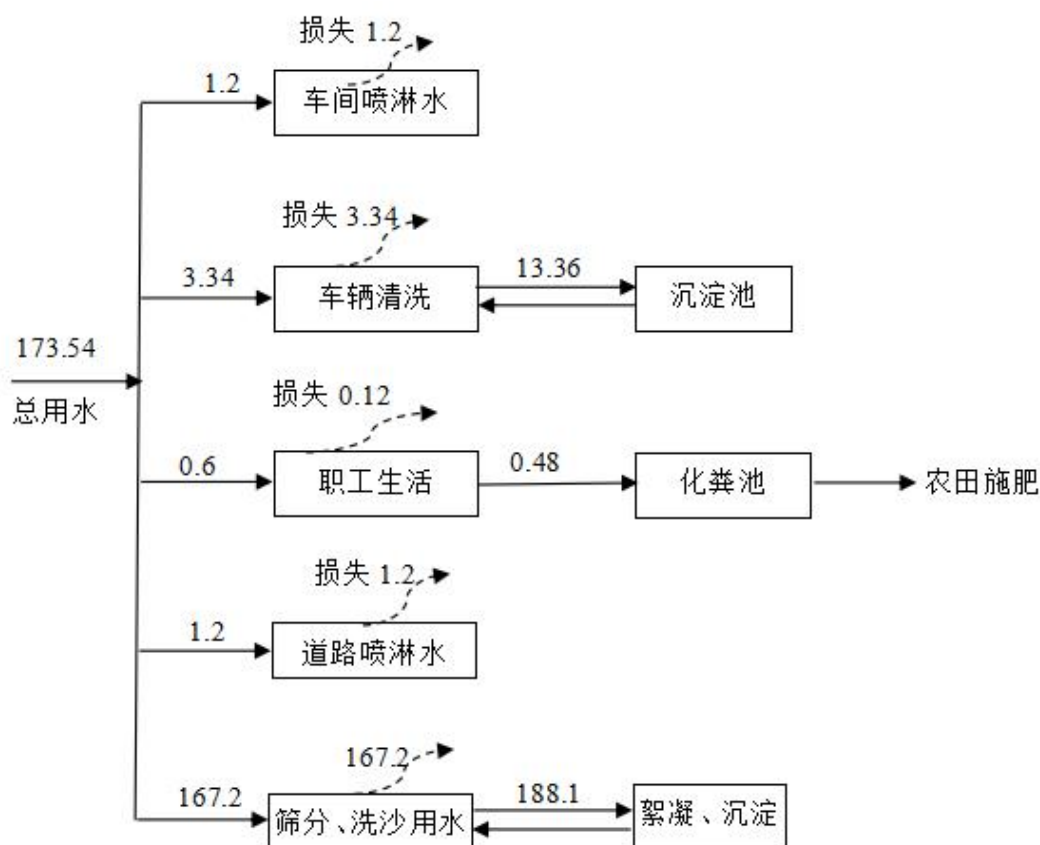 损失 1.2
1.2
车间喷淋水
损失 3.34
3.34
车辆清洗
13.36
沉淀池
173.54
总用水
损失 0.12
0.6
职工生活
0.48
化粪池
农田施肥
损失 1.2
1.2
道路喷淋水
167.2
167.2
筛分、洗沙用水
188.1
絮凝、沉淀